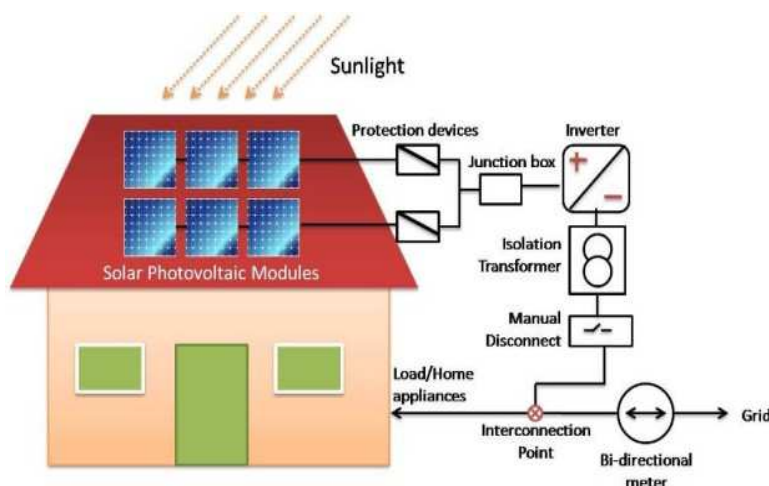 Sunlight
Protection devices
Inverter
Junction box
Solar Photovoltaic Modules
Isolation
Transformer
Manual
Disconnect
Load/Home
appliances
Interconnection
Point
Grid
Bi-directional
meter